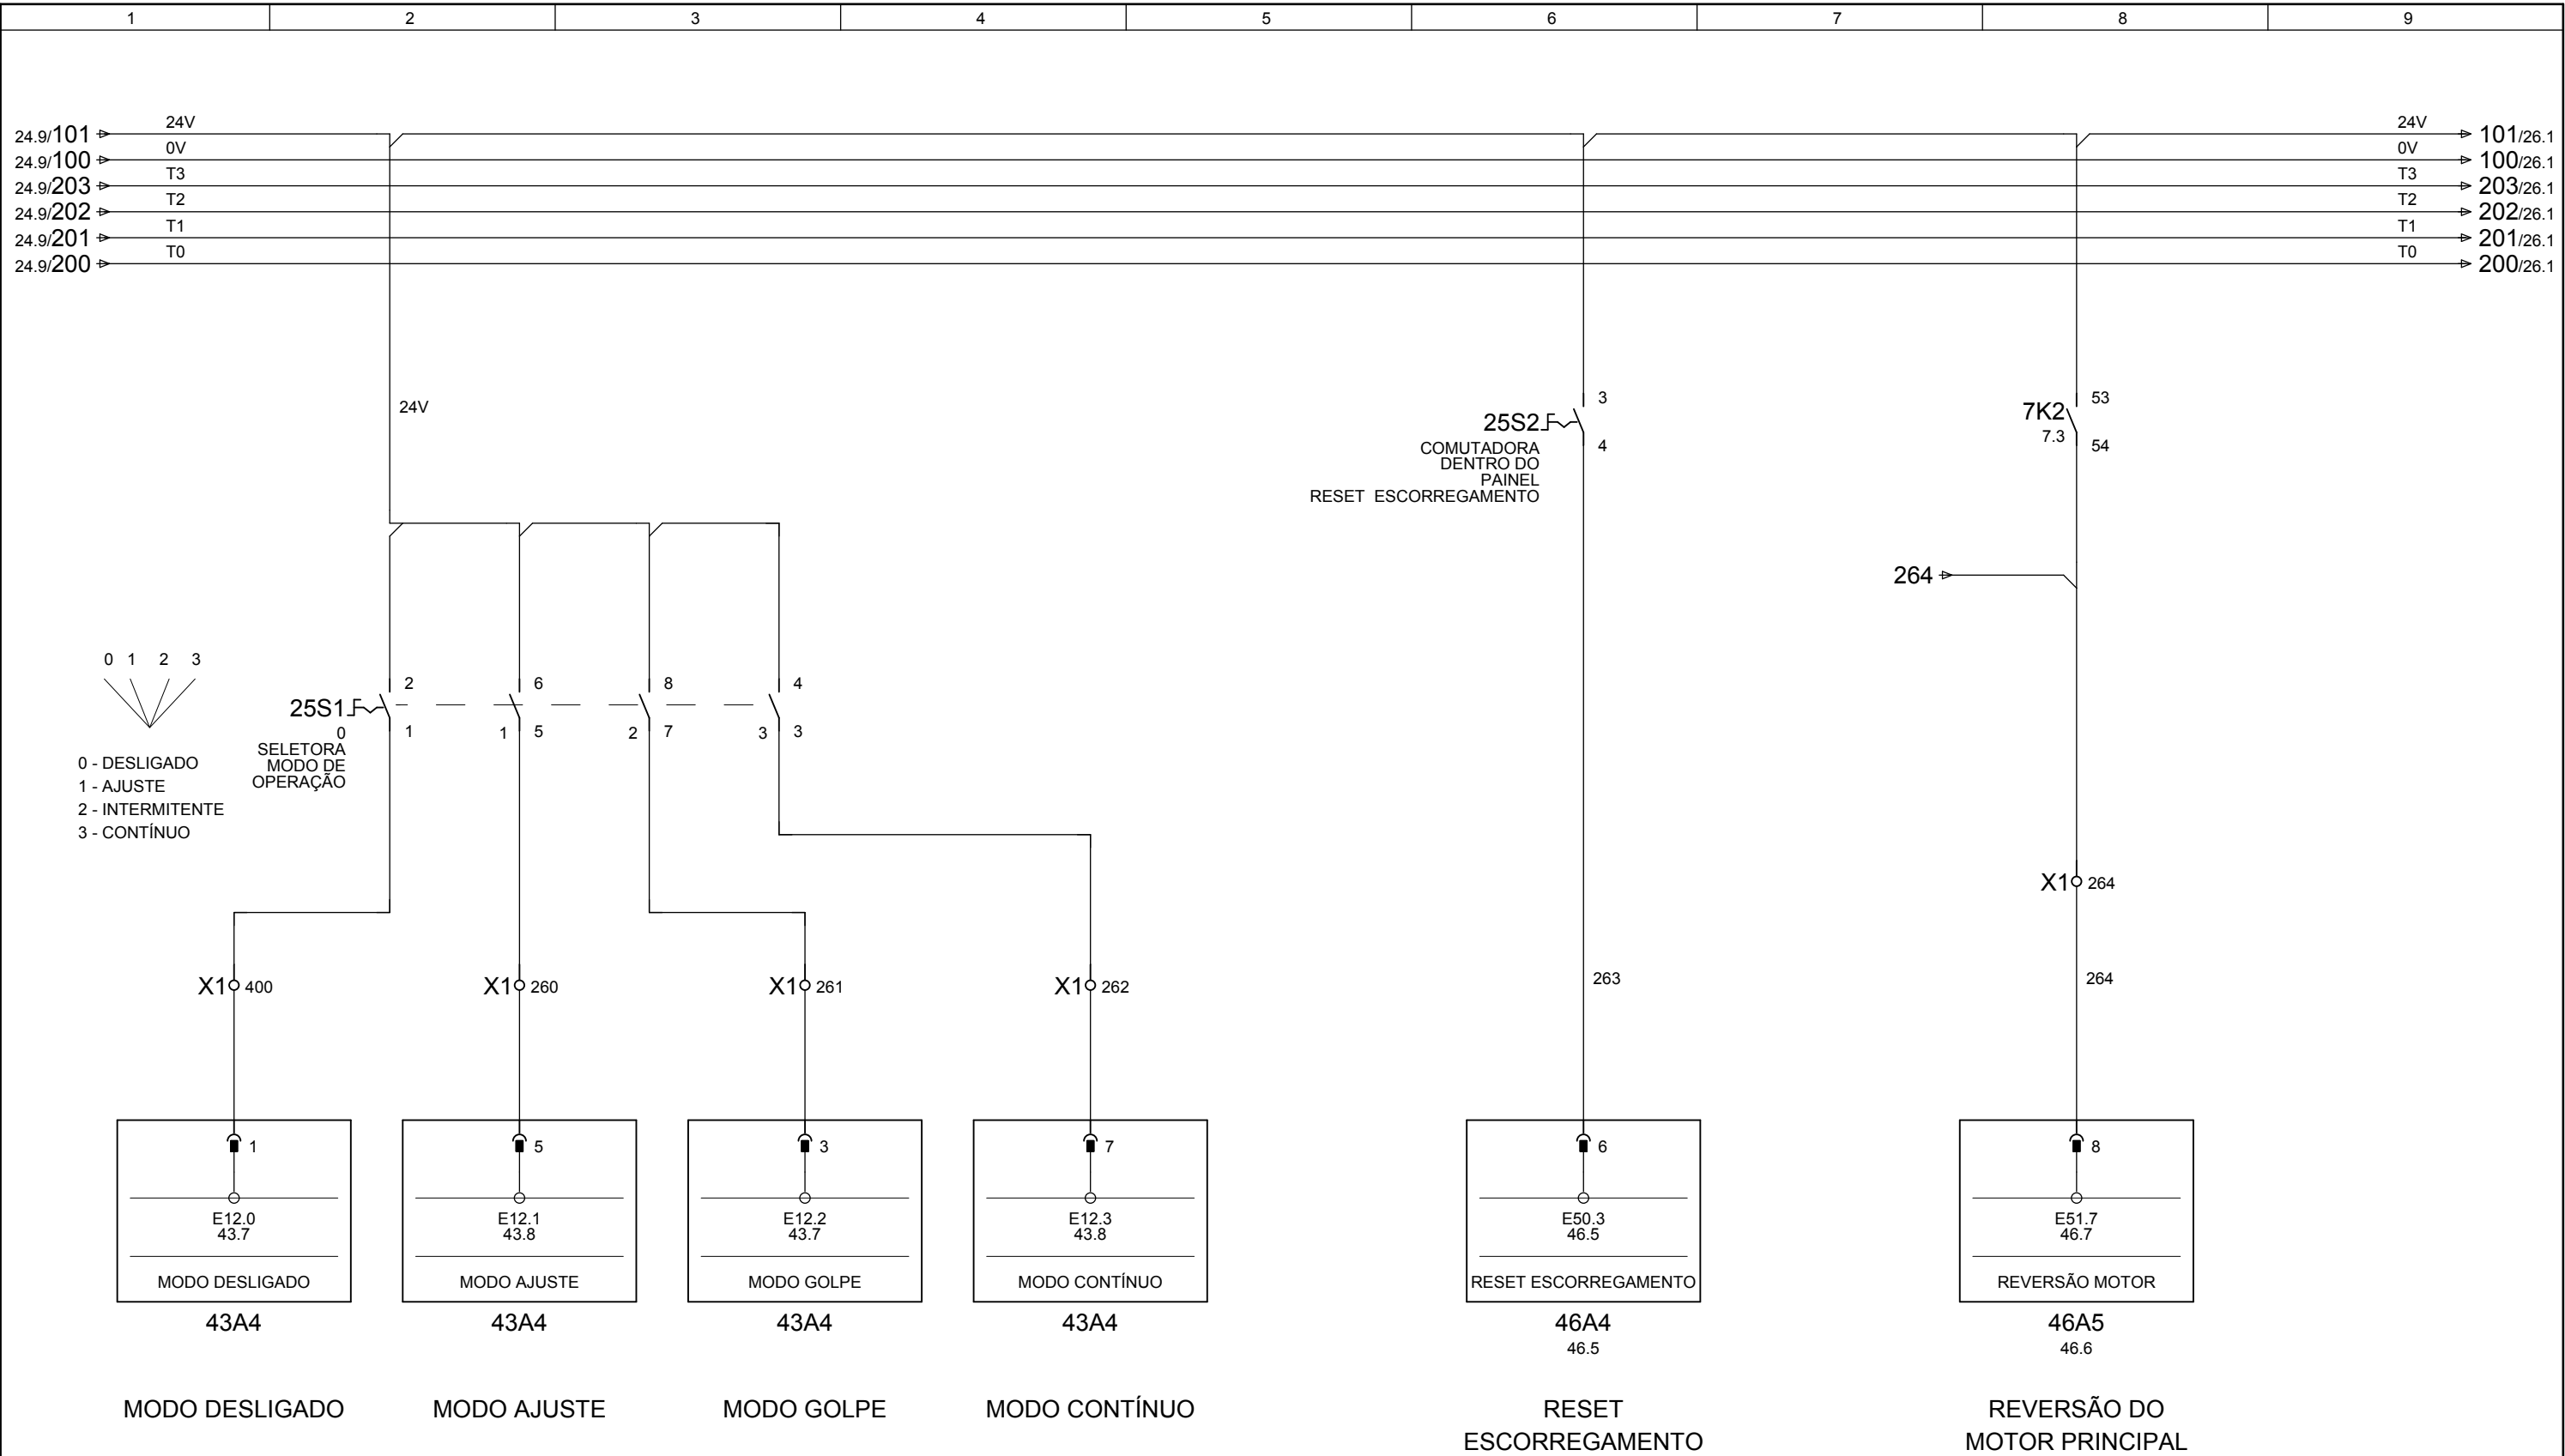 1 2 3 4 5 6 7 8 9
24.9/101 24V 24V 101/26.1
24.9/100 0V 0V 100/26.1
24.9/203 T3 T3 203/26.1
24.9/202 T2 T2 202/26.1
24.9/201 T1 T1 201/26.1
24.9/200 T0 T0 200/26.1
24V
25S2 3
4
COMUTADORA
DENTRO DO
PAINEL
RESET ESCORREGAMENTO
7K2 53
7.3 54
264
0 1 2 3
0 - DESLIGADO
1 - AJUSTE
2 - INTERMITENTE
3 - CONTÍNUO
25S1
0
SELETORA
MODO DE
OPERAÇÃO
2 6 8 4
1 1 5 2 7 3 3
X1 264
X1 400
X1 260
X1 261
X1 262
263
264
1
E12.0
43.7
MODO DESLIGADO
43A4
MODO DESLIGADO
5
E12.1
43.8
MODO AJUSTE
43A4
MODO AJUSTE
3
E12.2
43.7
MODO GOLPE
43A4
MODO GOLPE
7
E12.3
43.8
MODO CONTÍNUO
43A4
MODO CONTÍNUO
6
E50.3
46.5
RESET ESCORREGAMENTO
46A4
46.5
RESET
ESCORREGAMENTO
8
E51.7
46.7
REVERSÃO MOTOR
46A5
46.6
REVERSÃO DO
MOTOR PRINCIPAL